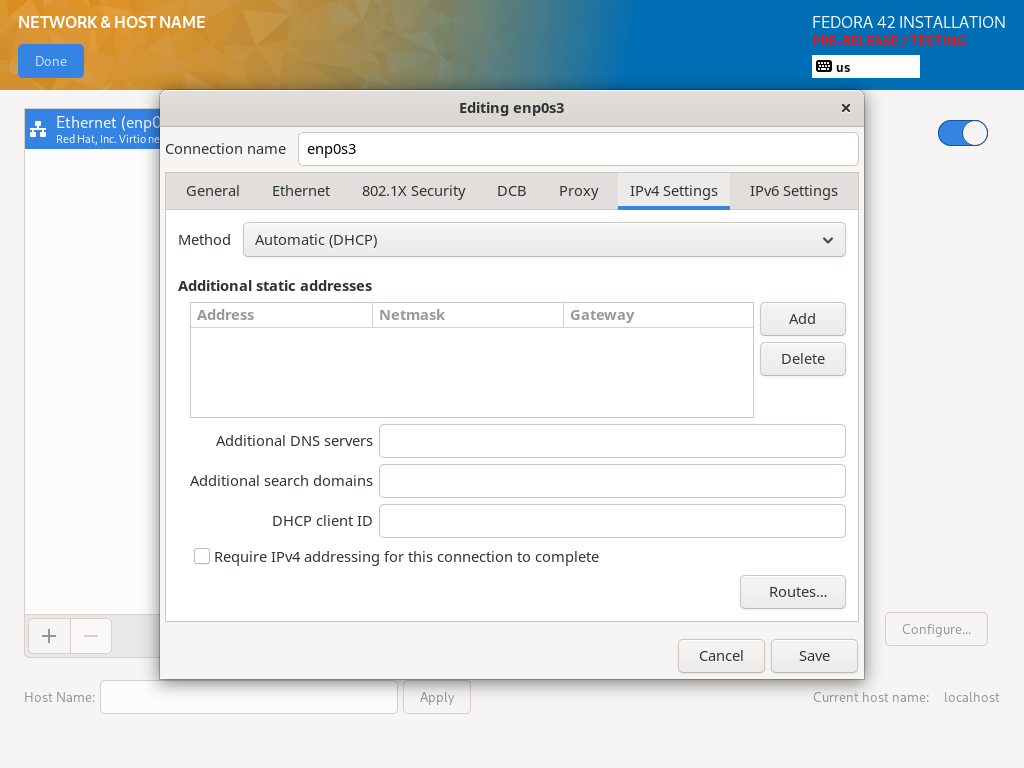 NETWORK & HOST NAME
FEDORA 42 INSTALLATION
PRE-RELEASE / TESTING
Done
us
Editing enp0s3
Ethernet (enp0
Red Hat, Inc. Virtio ne
Connection name
enp0s3
General
Ethernet
802.1X Security
DCB
Proxy
IPv4 Settings
IPv6 Settings
Method
Automatic (DHCP)
Additional static addresses
Address
Netmask
Gateway
Add
Delete
Additional DNS servers
Additional search domains
DHCP client ID
Require IPv4 addressing for this connection to complete
Routes...
Configure...
Cancel
Save
Host Name:
Apply
Current host name:
localhost